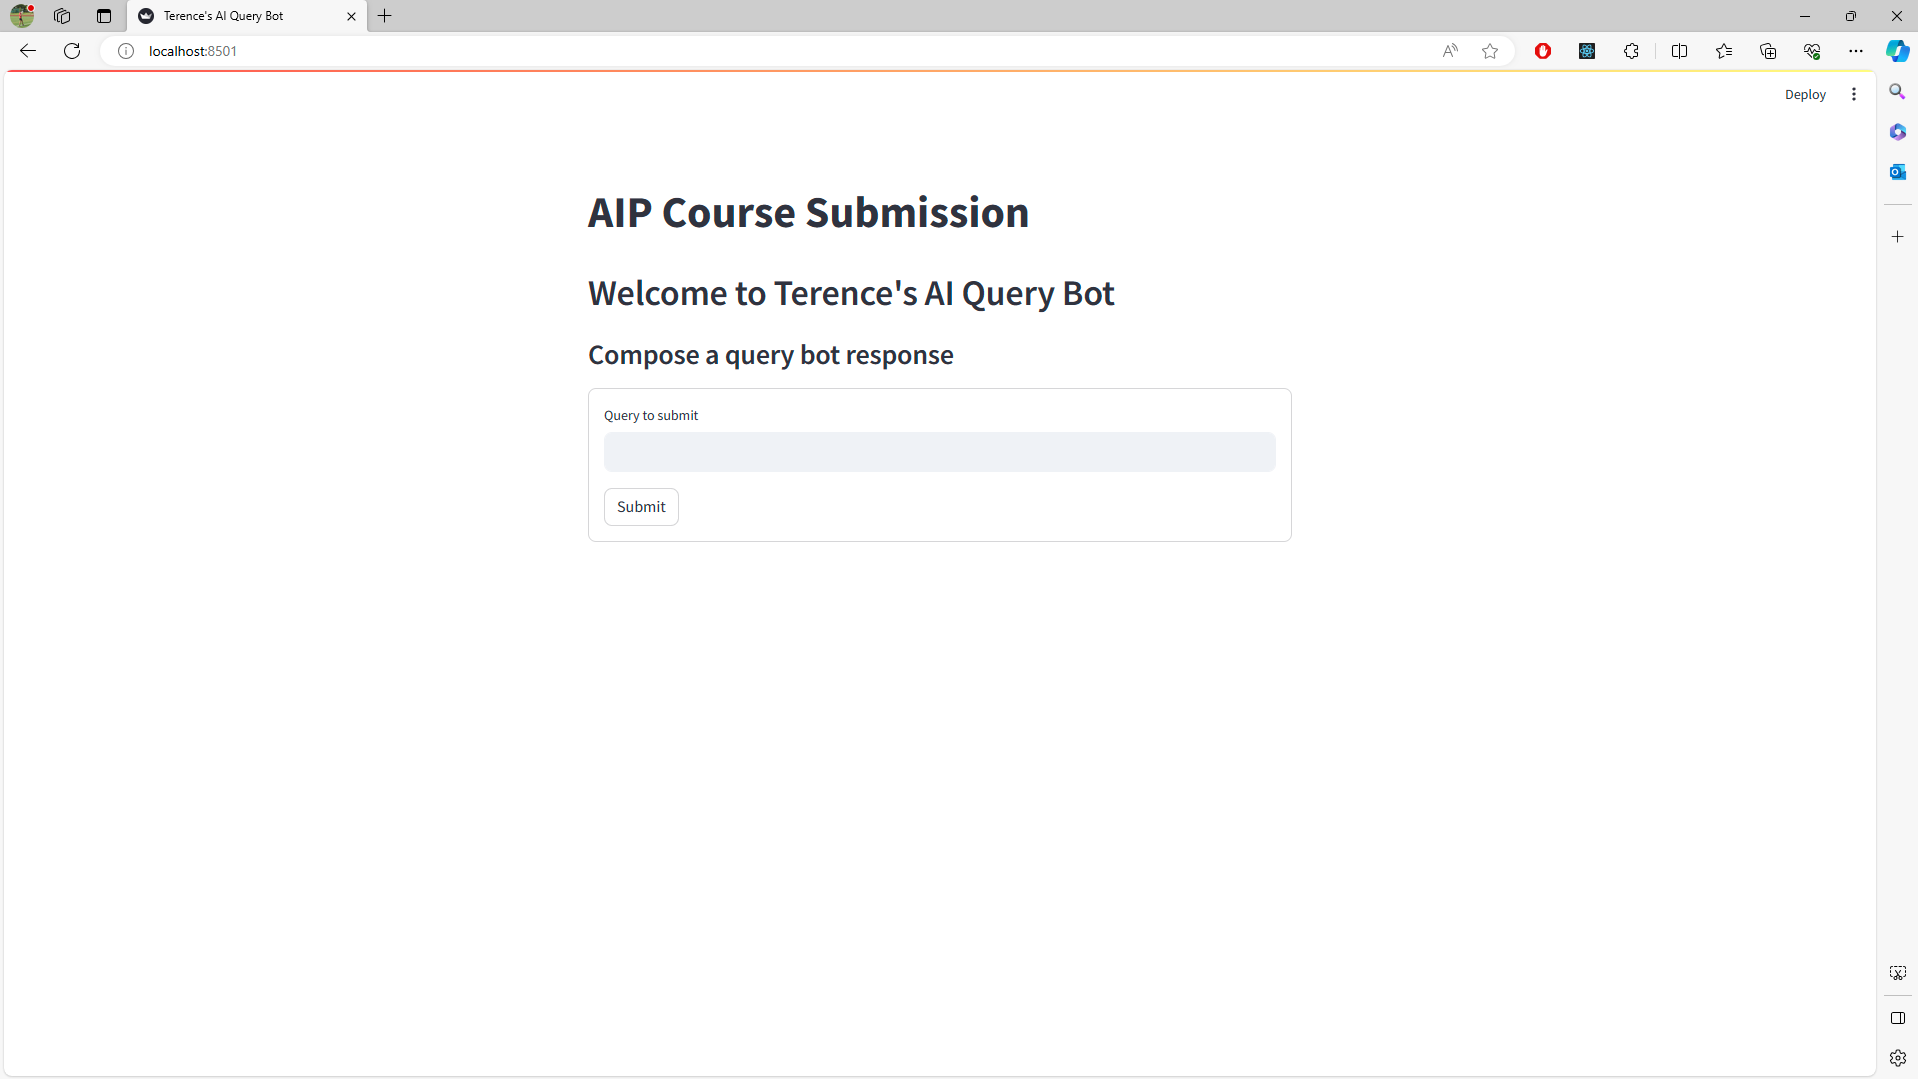 Terence's AI Query Bot
localhost:8501
Deploy
AIP Course Submission
Welcome to Terence's AI Query Bot
Compose a query bot response
Query to submit
Submit